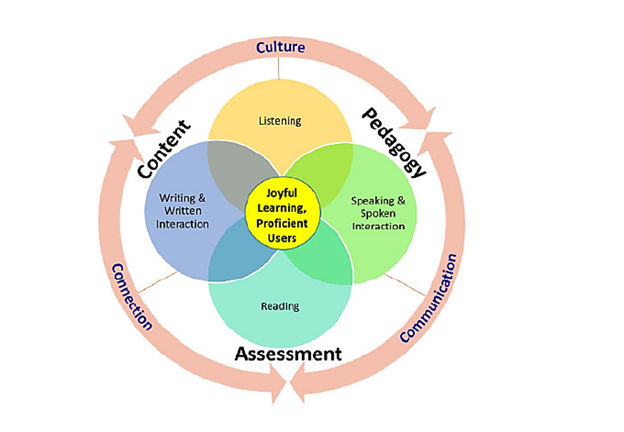 Culture
Listening
Content
Pedagogy
Writing &
Written
Interaction
Joyful
Learning,
Proficient
Users
Speaking &
Spoken
Interaction
Connection
Communication
Reading
Assessment